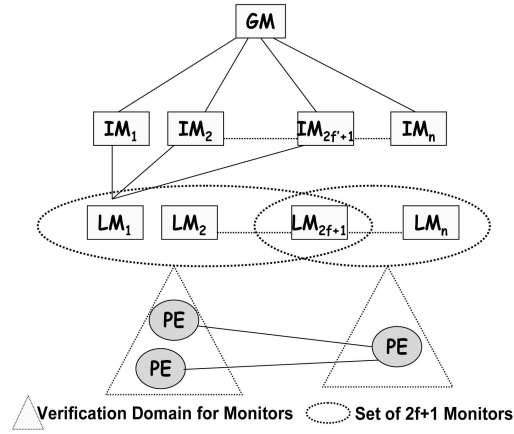 GM
IM₁ IM₂ IM₂f'+₁ IMₙ
LM₁ LM₂ LM₂f+₁ LMₙ
PE
PE
PE
Verification Domain for Monitors Set of 2f+1 Monitors